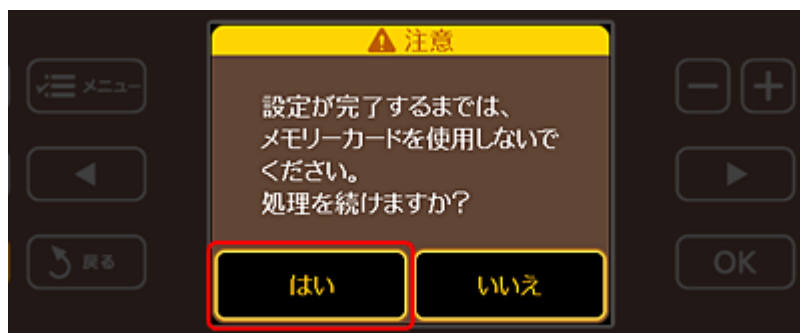 注意
メニュー
設定が完了するまでは、
メモリーカードを使用しないで
ください。
処理を続けますか?
戻る
OK
はい
いいえ